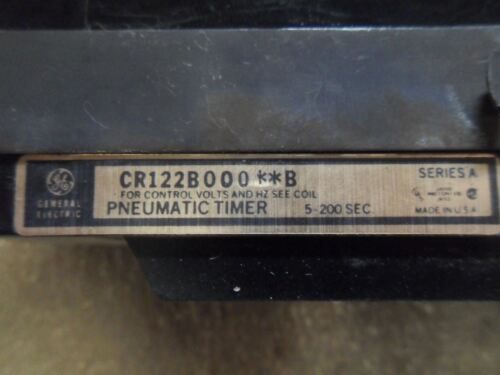 CR122B000**B
FOR CONTROL VOLTS AND HZ SEE COIL
PNEUMATIC TIMER 5-200 SEC
GE
GENERAL
ELECTRIC
SERIES A
MADE IN U.S.A.